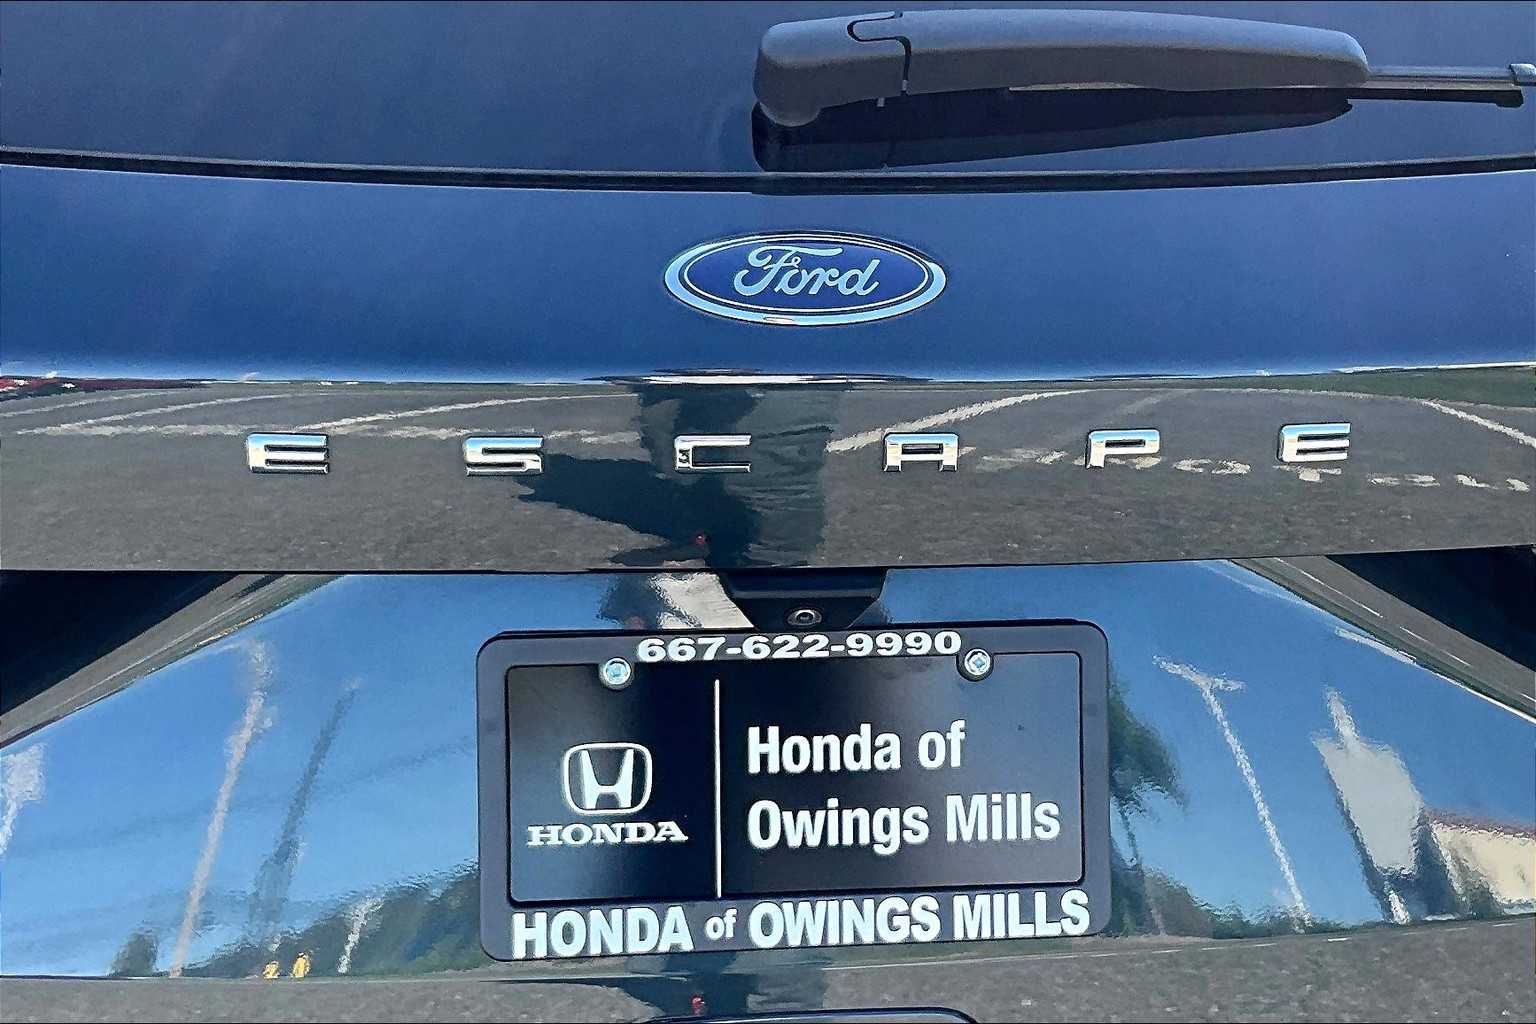 Ford
ESCAPE
667-622-9990
Honda of
Owings Mills
HONDA
HONDA of OWINGS MILLS